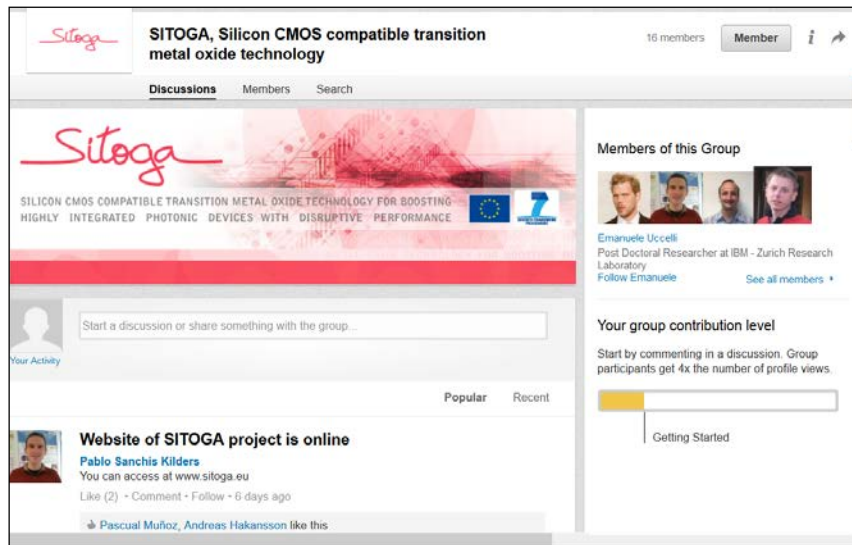 Sitoga
SITOGA, Silicon CMOS compatible transition
metal oxide technology
16 members
Member
i
Discussions Members Search
Sitoga
SILICON CMOS COMPATIBLE TRANSITION METAL OXIDE TECHNOLOGY FOR BOOSTING
HIGHLY INTEGRATED PHOTONIC DEVICES WITH DISRUPTIVE PERFORMANCE
7
Start a discussion or share something with the group...
Your Activity
Popular Recent
Website of SITOGA project is online
Pablo Sanchis Kilders
You can access at www.sitoga.eu
Like (2) • Comment • Follow • 6 days ago
Pascual Muñoz, Andreas Hakansson like this
Members of this Group
Emanuele Uccelli
Post Doctoral Researcher at IBM - Zurich Research
Laboratory
Follow Emanuele See all members
Your group contribution level
Start by commenting in a discussion. Group
participants get 4x the number of profile views.
Getting Started